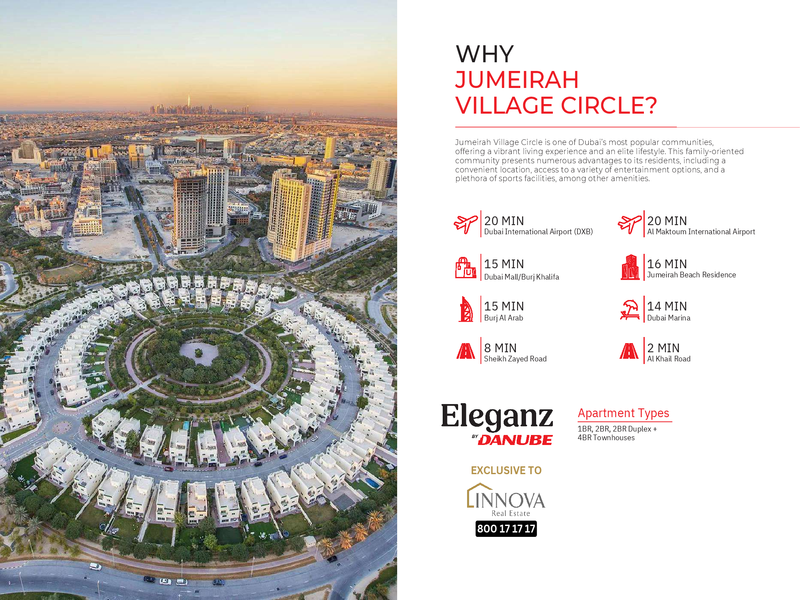 WHY
JUMEIRAH
VILLAGE CIRCLE?
Jumeirah Village Circle is one of Dubai's most popular communities,
offering a vibrant living experience and an elite lifestyle. This family-oriented
community presents numerous advantages to its residents, including a
convenient location, access to a variety of entertainment options, and a
plethora of sports facilities, among other amenities.
20 MIN
Dubai International Airport (DXB)
20 MIN
Al Maktoum International Airport
15 MIN
Dubai Mall/Burj Khalifa
16 MIN
Jumeirah Beach Residence
15 MIN
Burj Al Arab
14 MIN
Dubai Marina
8 MIN
Sheikh Zayed Road
2 MIN
Al Khail Road
Eleganz
BY DANUBE
Apartment Types
1BR, 2BR, 2BR Duplex +
4BR Townhouses
EXCLUSIVE TO
INNOVA
Real Estate
800 17 17 17